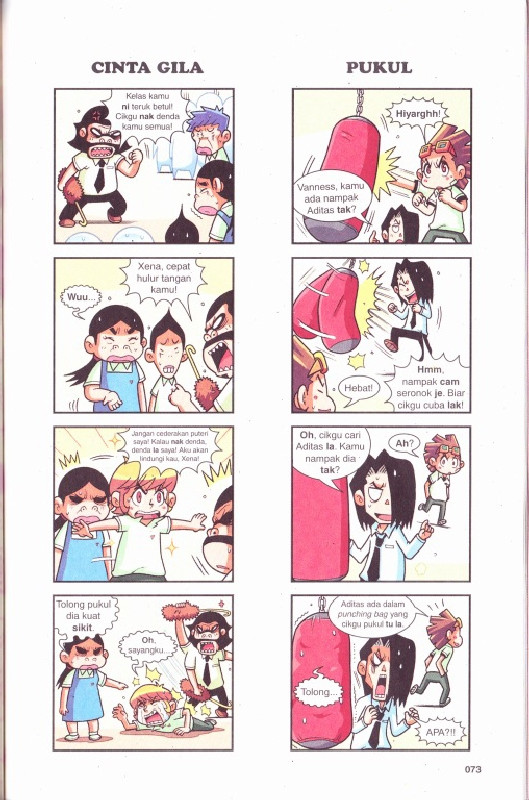 CINTA GILA
Kelas kamu
ni teruk betul!
Cikgu nak denda
kamu semua!
Wuu...
Xena, cepat
hulur tangan
kamu!
Jangan cederakan puteri
saya! Kalau nak denda,
denda la saya! Aku akan
lindungi kau, Xena!
Tolong pukul
dia kuat
sikit.
Oh,
sayangku...
PUKUL
Hiyarghh!
Vanness, kamu
ada nampak
Aditas tak?
Hebat!
Hmm,
nampak cam
seronok je. Biar
cikgu cuba lak!
Oh, cikgu cari
Aditas la. Kamu
nampak dia
tak?
Ah?
Aditas ada dalam
punching bag yang
cikgu pukul tu la.
Tolong...
APA?!!!
073